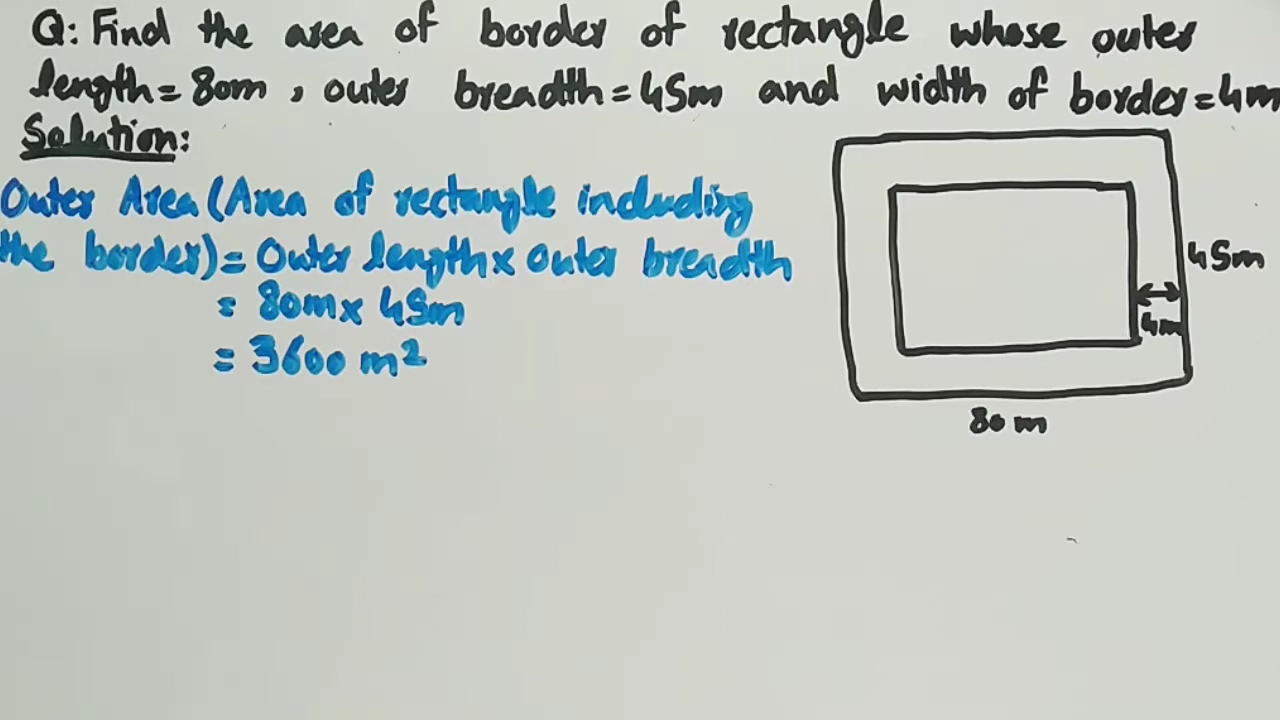 Q: Find the area of border of rectangle whose outer
length = 80m , outer breadth = 45m and width of border = 4m
Solution:
Outer Area (Area of rectangle including
the border) = Outer length x outer breadth
= 80m x 45m
= 3600 m²
45m
4m
80 m